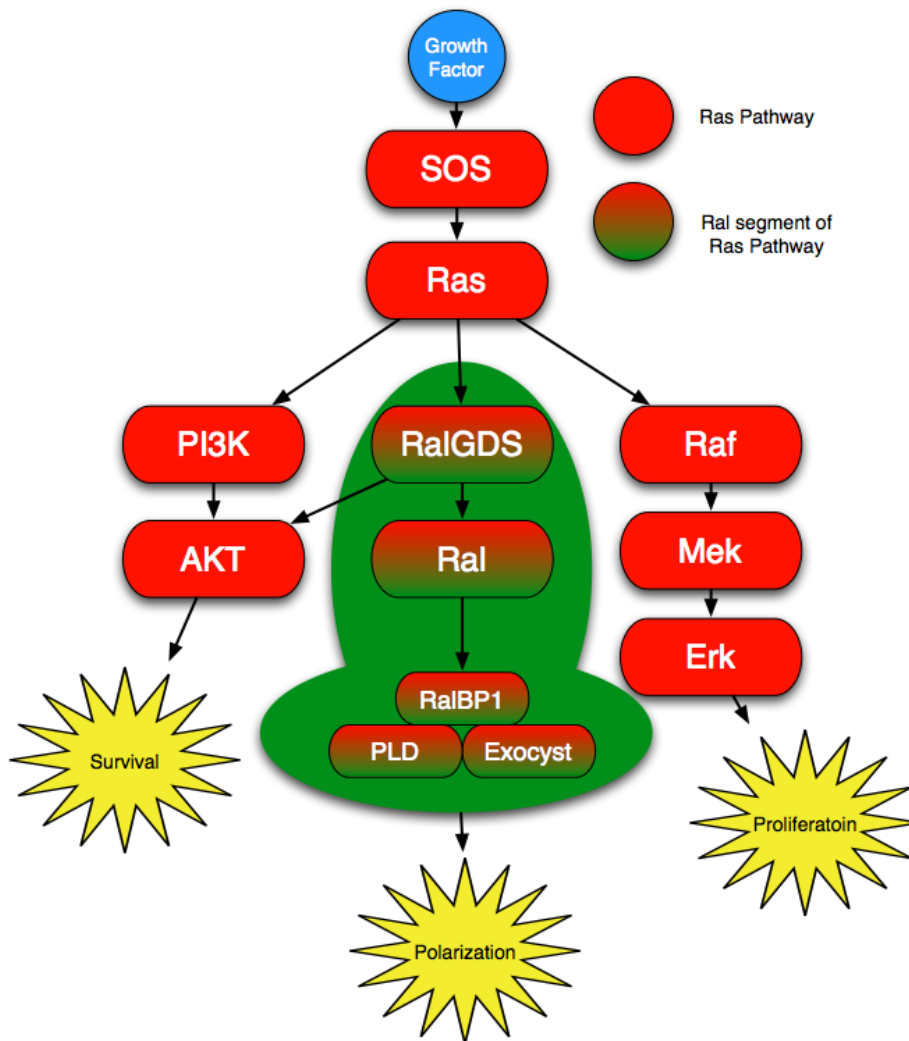 Growth
Factor
Ras Pathway
SOS
Ral segment of
Ras Pathway
Ras
PI3K
RalGDS
Raf
AKT
Ral
Mek
Erk
RalBP1
PLD
Exocyst
Survival
Proliferatoin
Polarization